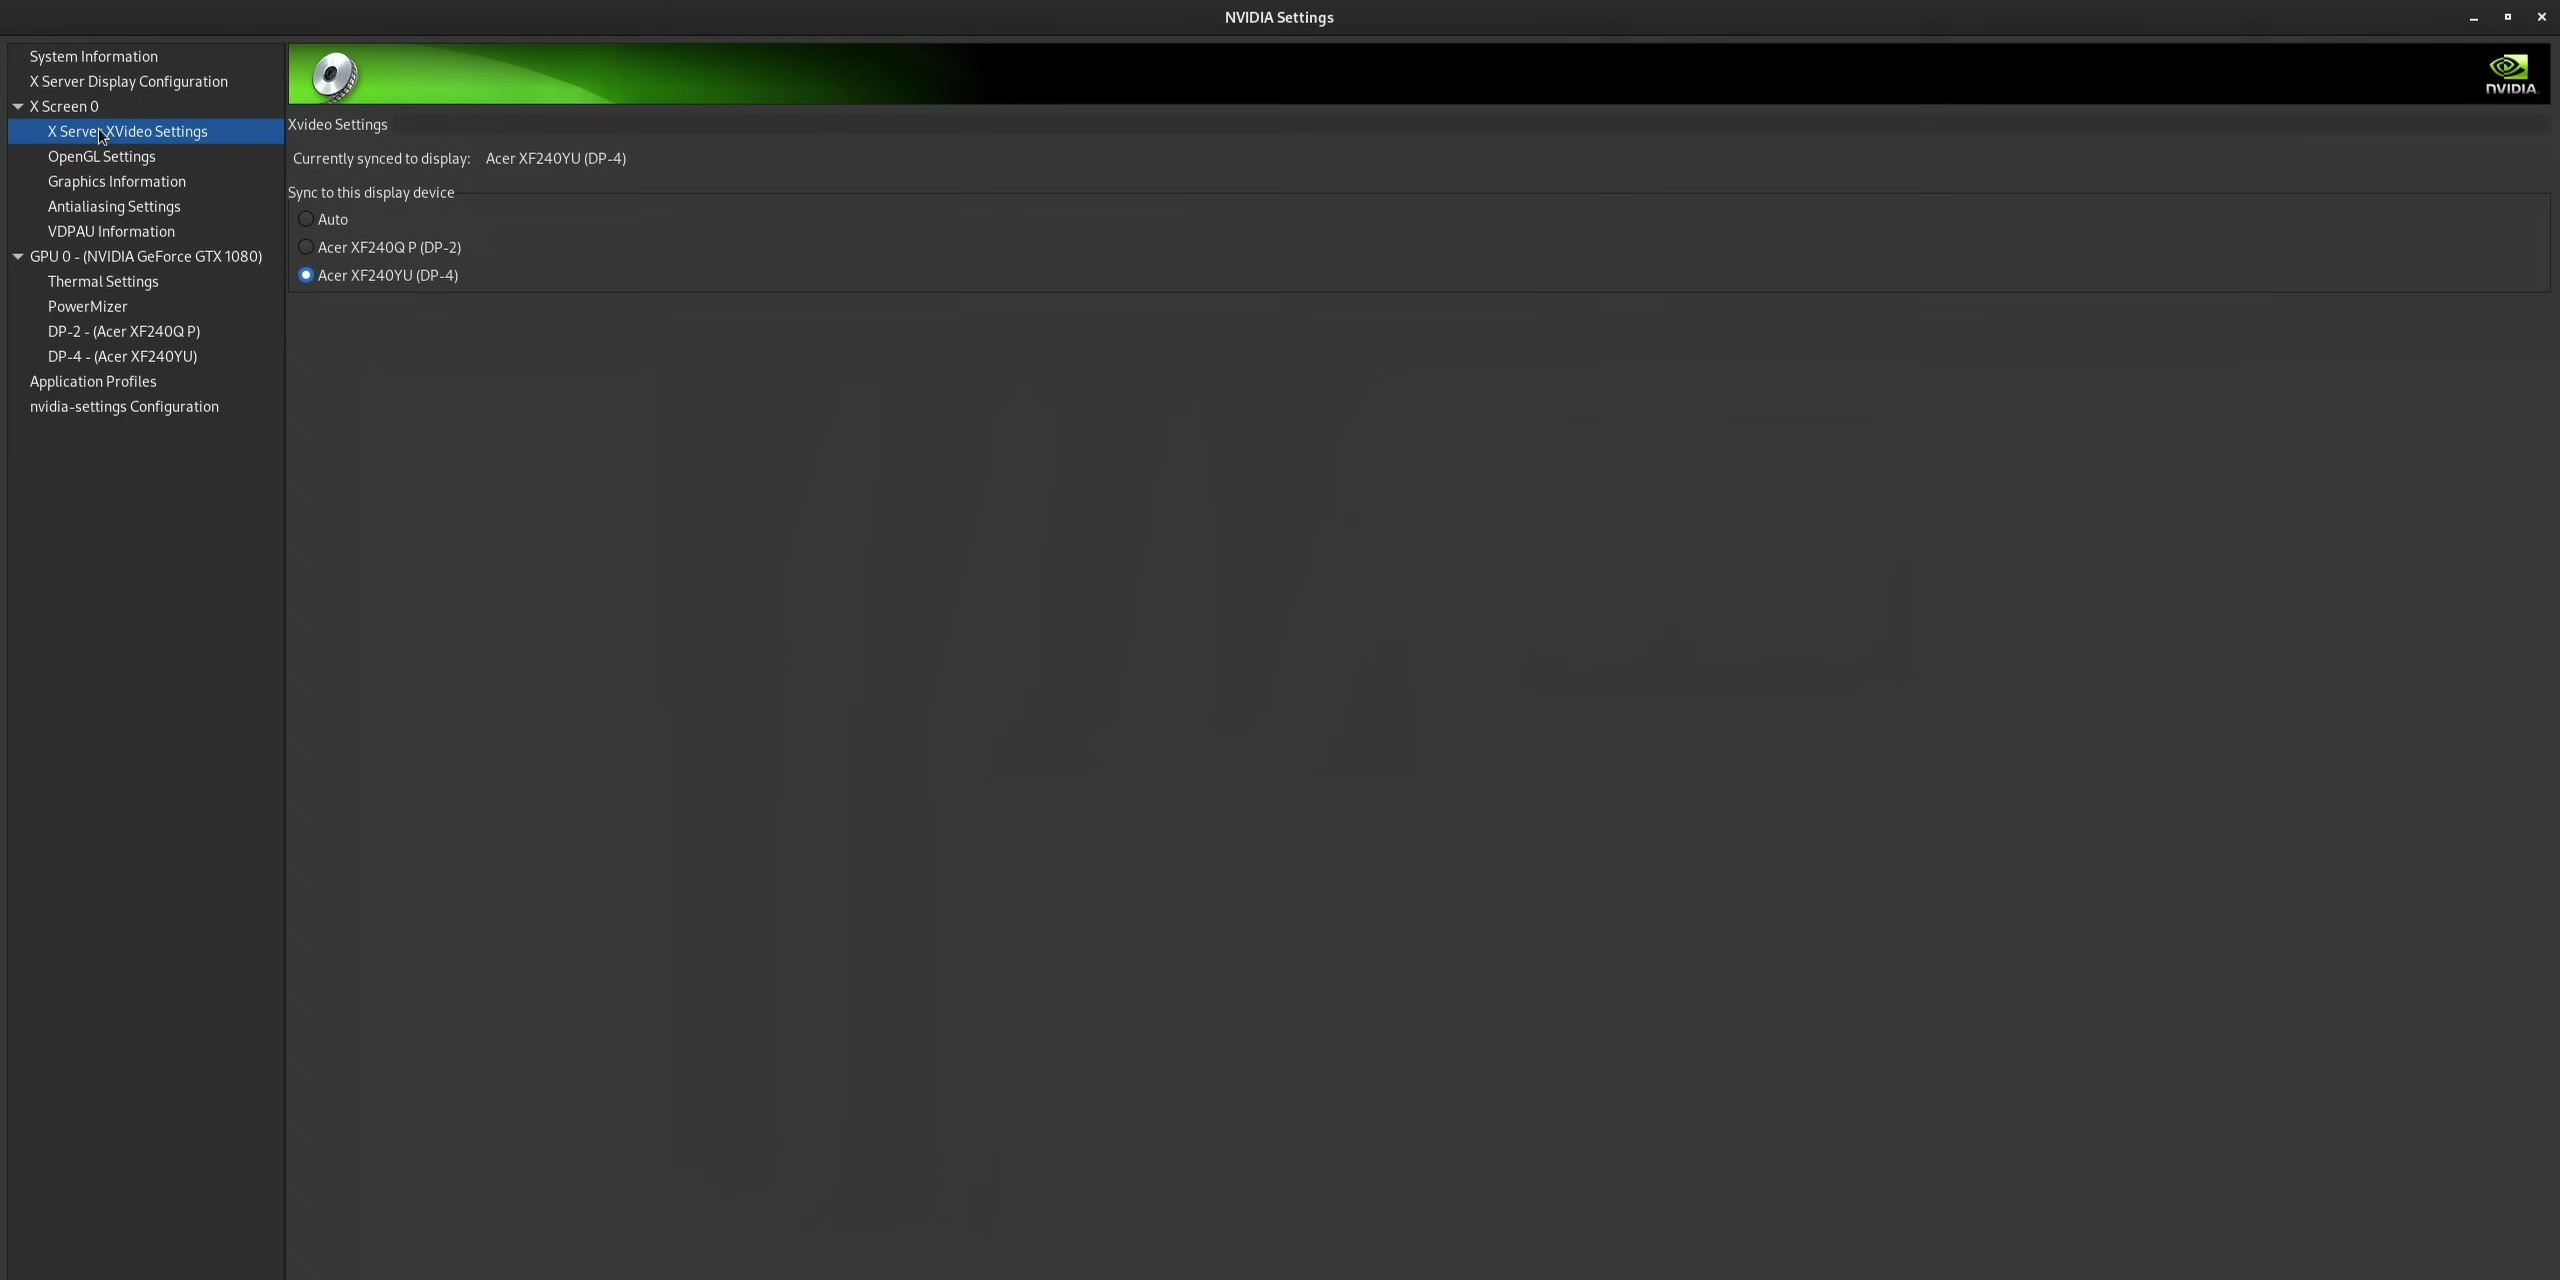 NVIDIA Settings
System Information
X Server Display Configuration
X Screen 0
X Server XVideo Settings
OpenGL Settings
Graphics Information
Antialiasing Settings
VDPAU Information
GPU 0 - (NVIDIA GeForce GTX 1080)
Thermal Settings
PowerMizer
DP-2 - (Acer XF240Q P)
DP-4 - (Acer XF240YU)
Application Profiles
nvidia-settings Configuration
NVIDIA.
Xvideo Settings
Currently synced to display: Acer XF240YU (DP-4)
Sync to this display device
Auto
Acer XF240Q P (DP-2)
Acer XF240YU (DP-4)